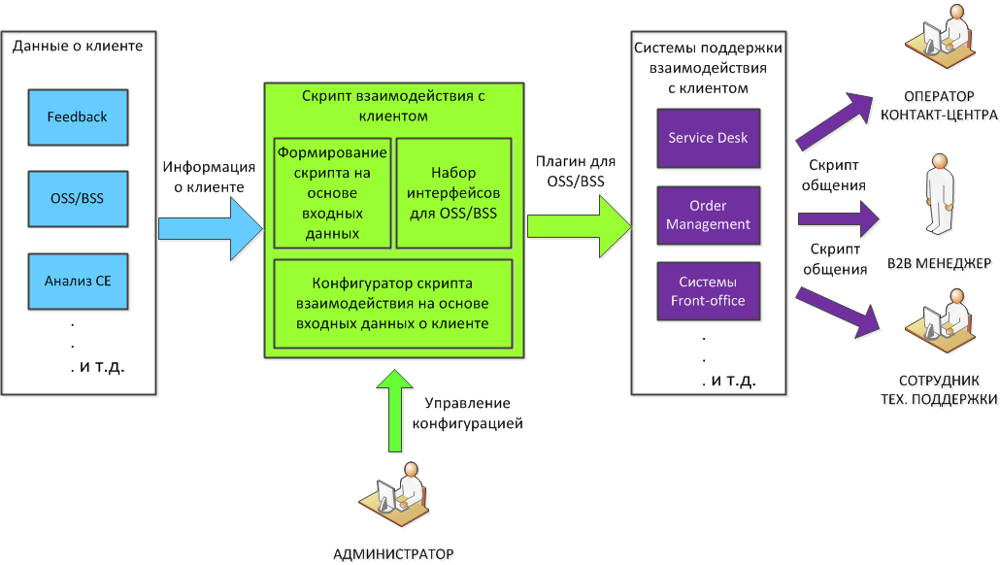 Данные о клиенте
Feedback
OSS/BSS
Анализ CE
. и т.д.
Информация
о клиенте
Скрипт взаимодействия с
клиентом
Формирование
скрипта на
основе
входных
данных
Набор
интерфейсов
для OSS/BSS
Конфигуратор скрипта
взаимодействия на основе
входных данных о клиенте
Управление
конфигурацией
АДМИНИСТРАТОР
Плагин для
OSS/BSS
Системы поддержки
взаимодействия
с клиентом
Service Desk
Order
Management
Системы
Front-office
. и т.д.
Скрипт
общения
Скрипт
общения
ОПЕРАТОР
КОНТАКТ-ЦЕНТРА
B2B МЕНЕДЖЕР
СОТРУДНИК
ТЕХ. ПОДДЕРЖКИ